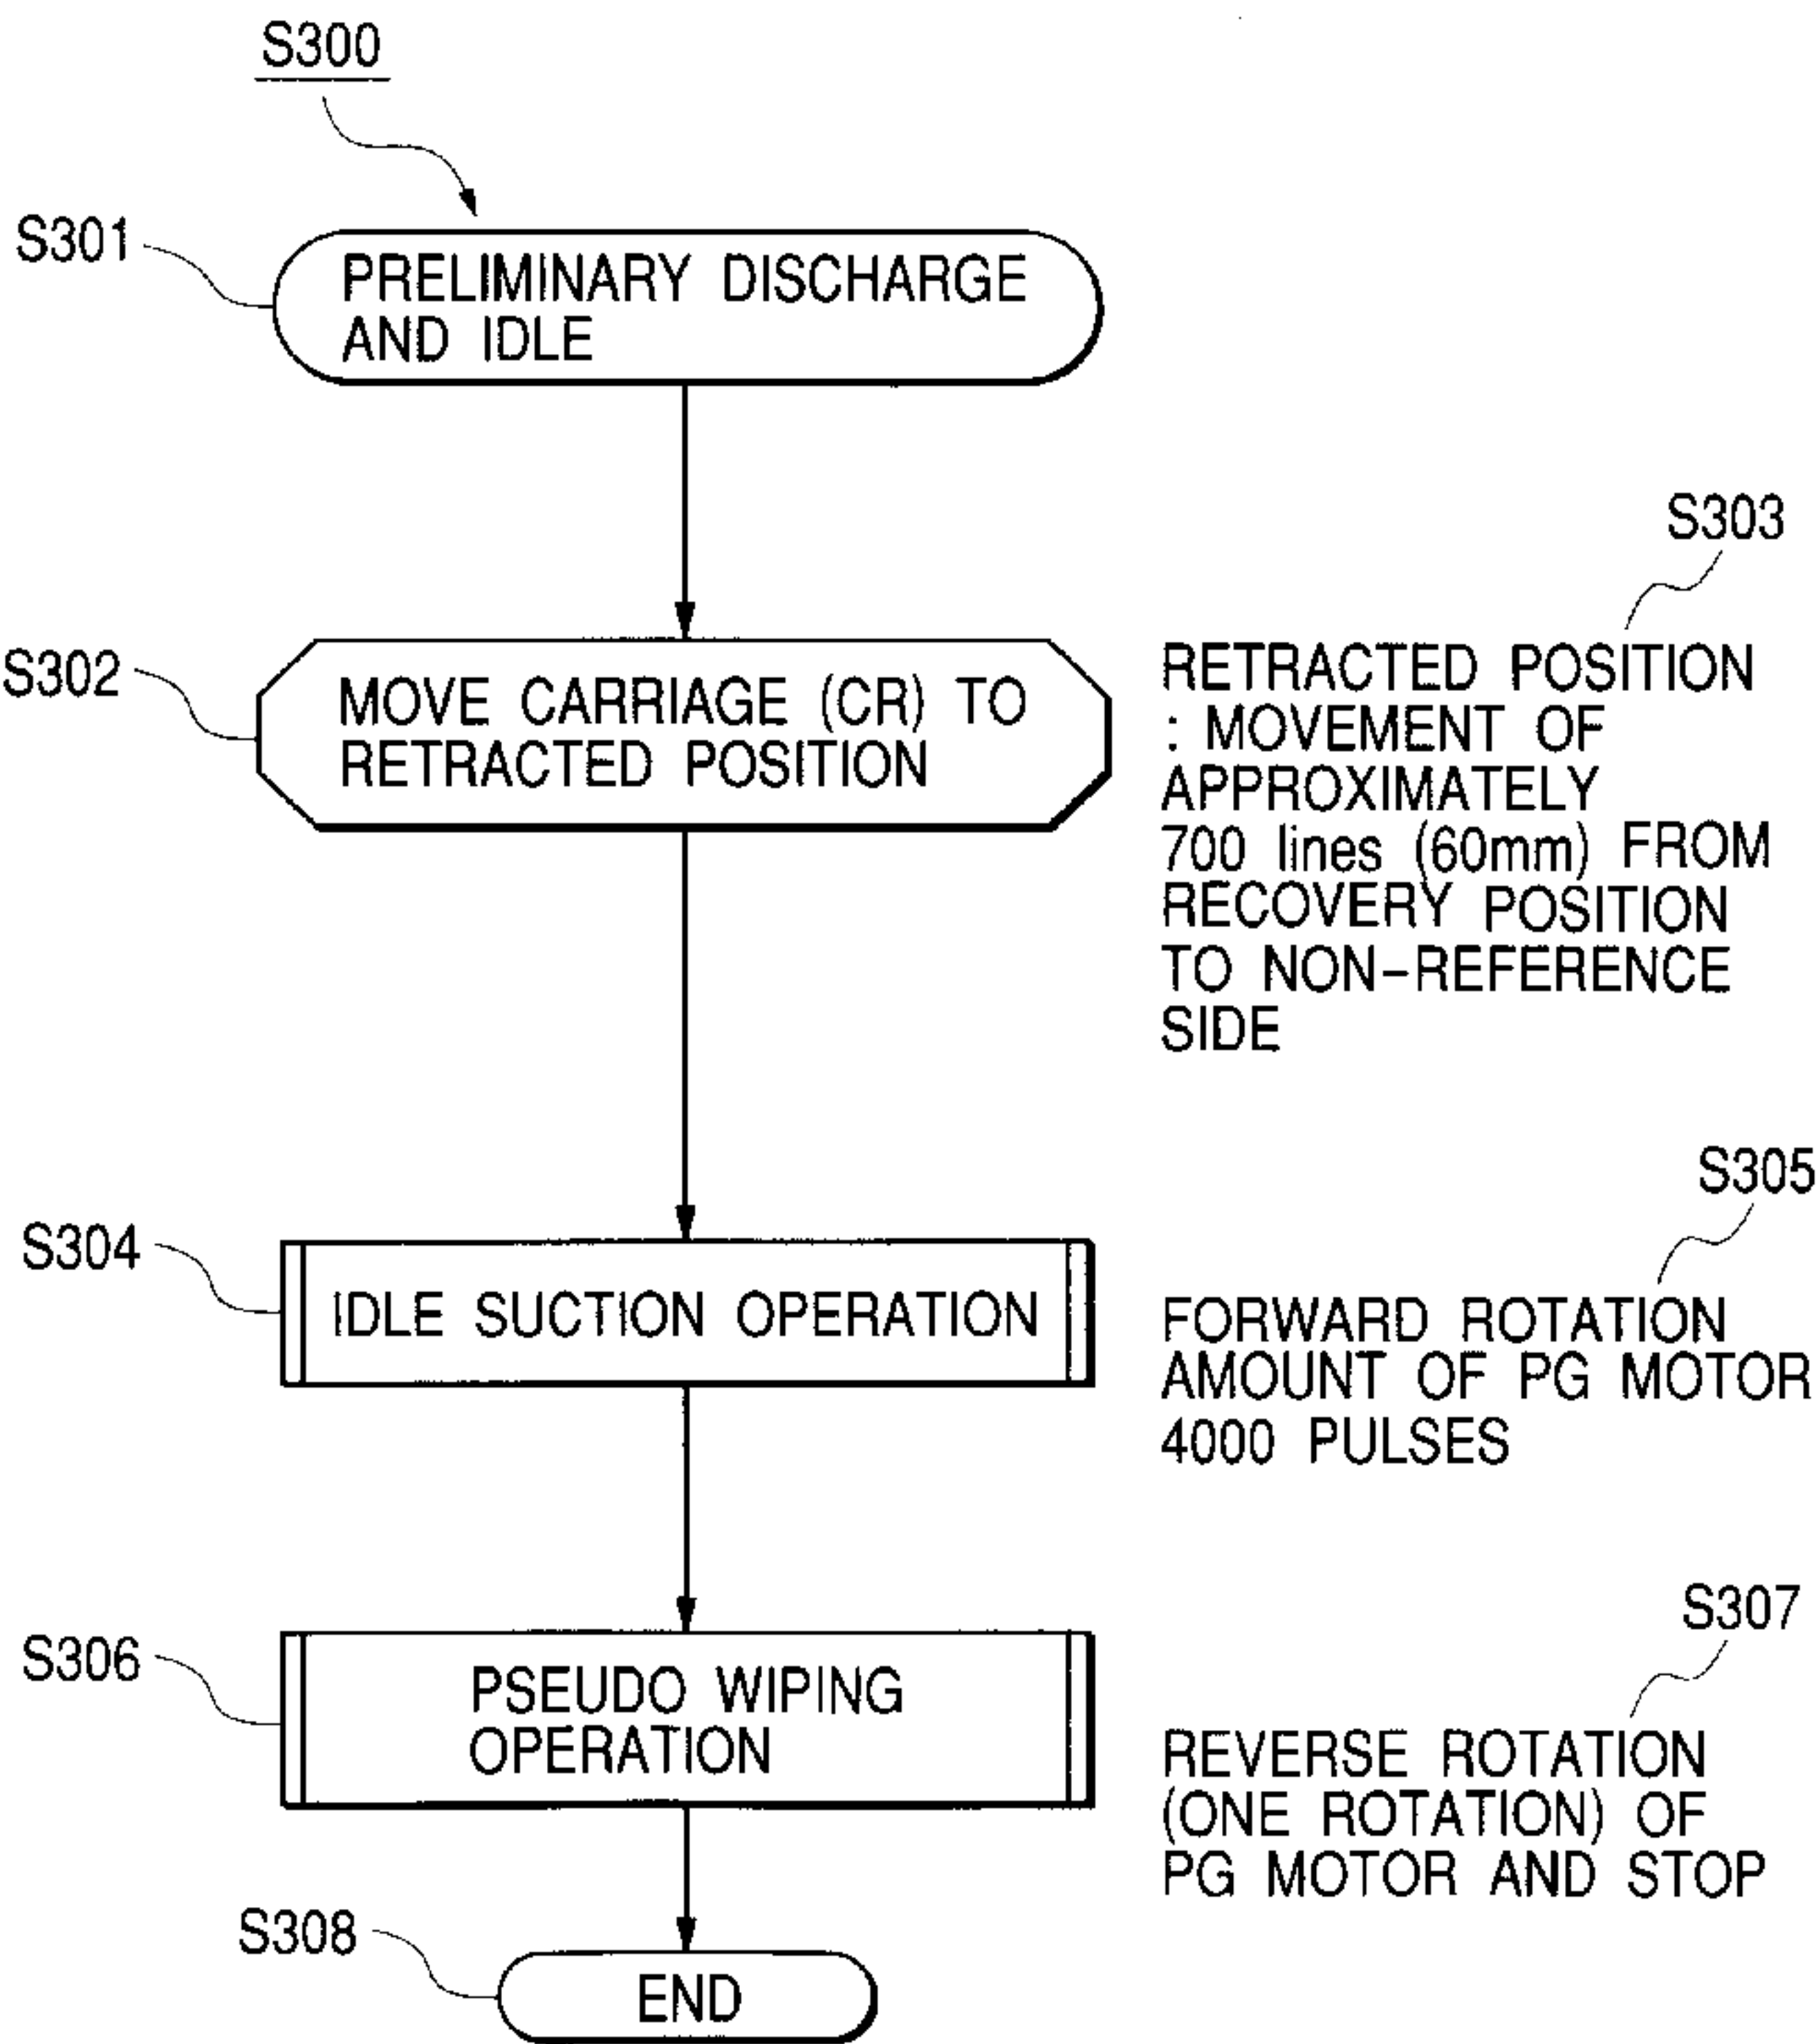 S300
S301
PRELIMINARY DISCHARGE
AND IDLE
S302
MOVE CARRIAGE (CR) TO
RETRACTED POSITION
S303
RETRACTED POSITION
: MOVEMENT OF
APPROXIMATELY
700 lines (60mm) FROM
RECOVERY POSITION
TO NON-REFERENCE
SIDE
S304
IDLE SUCTION OPERATION
S305
FORWARD ROTATION
AMOUNT OF PG MOTOR
4000 PULSES
S306
PSEUDO WIPING
OPERATION
S307
REVERSE ROTATION
(ONE ROTATION) OF
PG MOTOR AND STOP
S308
END